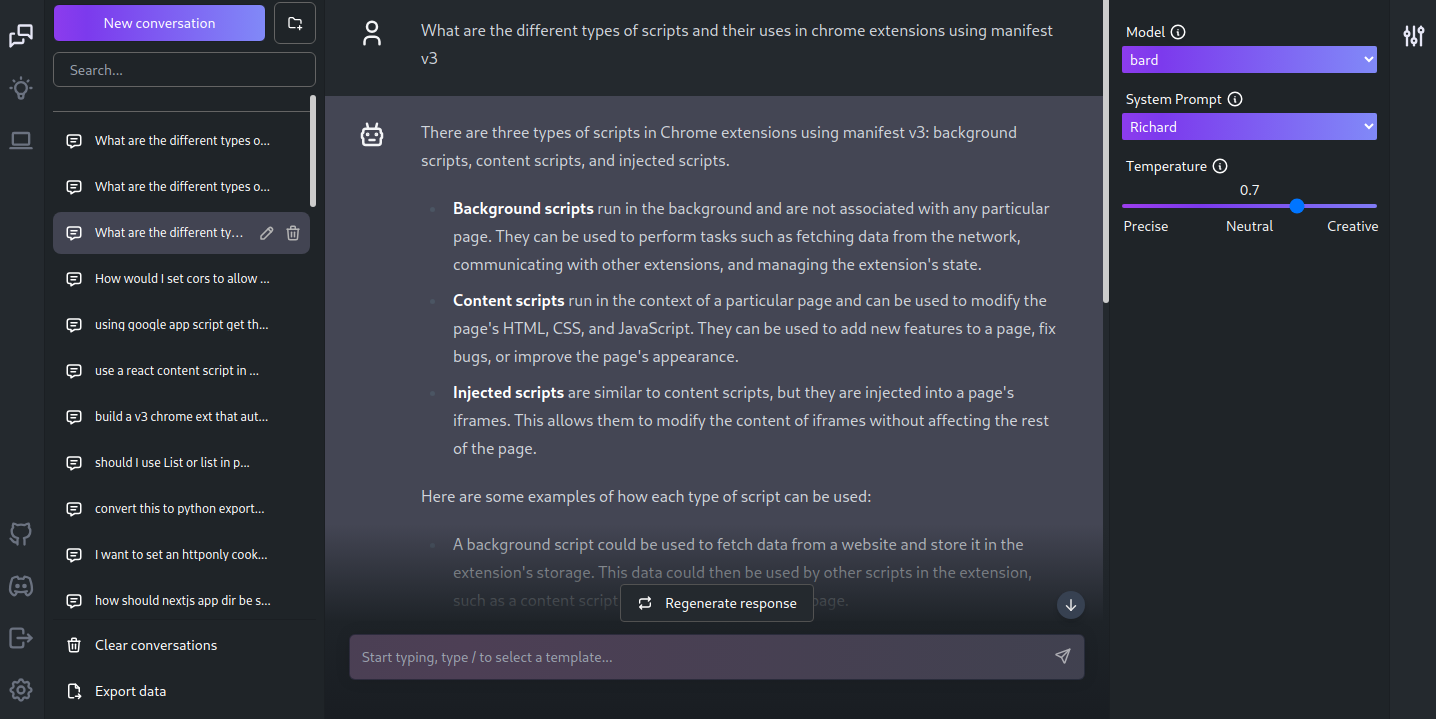 New conversation
Search...
What are the different types o...
What are the different types o...
What are the different ty...
How would I set cors to allow ...
using google app script get th...
use a react content script in ...
build a v3 chrome ext that aut...
should I use List or list in p...
convert this to python export...
I want to set an httponly cook...
how should nextjs app dir be s...
Clear conversations
Export data
What are the different types of scripts and their uses in chrome extensions using manifest
v3
There are three types of scripts in Chrome extensions using manifest v3: background
scripts, content scripts, and injected scripts.
Background scripts run in the background and are not associated with any particular
page. They can be used to perform tasks such as fetching data from the network,
communicating with other extensions, and managing the extension's state.
Content scripts run in the context of a particular page and can be used to modify the
page's HTML, CSS, and JavaScript. They can be used to add new features to a page, fix
bugs, or improve the page's appearance.
Injected scripts are similar to content scripts, but they are injected into a page's
iframes. This allows them to modify the content of iframes without affecting the rest
of the page.
Here are some examples of how each type of script can be used:
A background script could be used to fetch data from a website and store it in the
extension's storage. This data could then be used by other scripts in the extension,
such as a content script page.
Regenerate response
Start typing, type / to select a template...
Model
bard
System Prompt
Richard
Temperature
0.7
Precise Neutral Creative